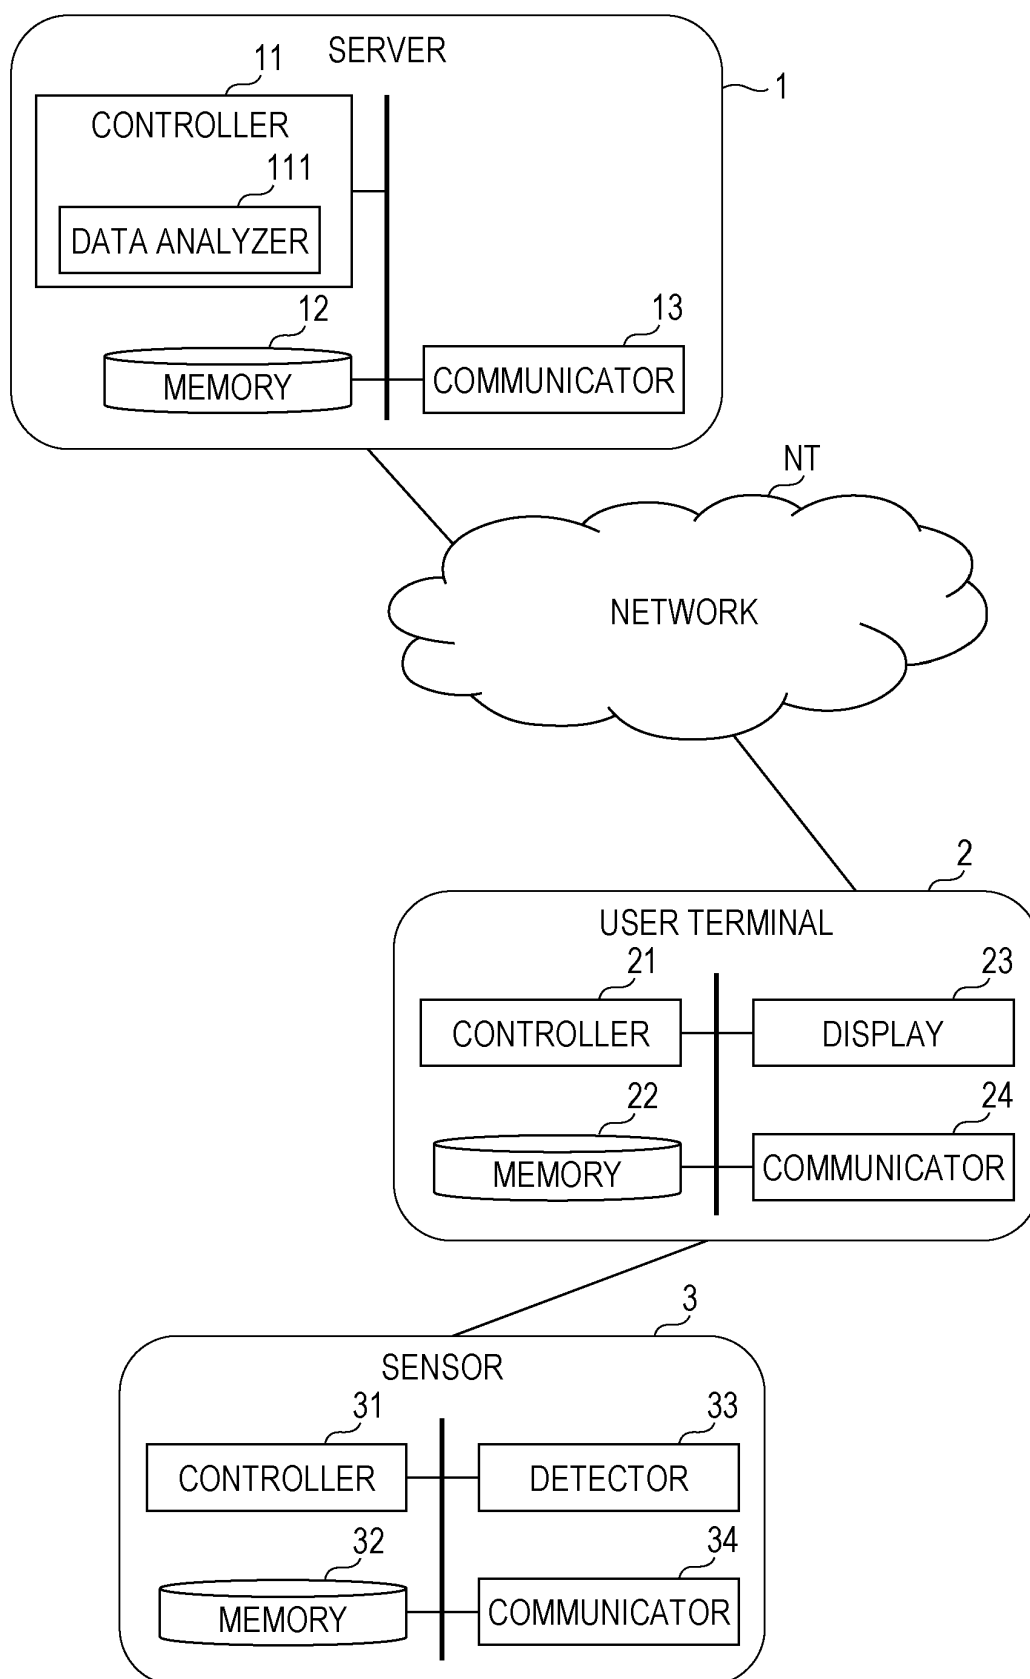 SERVER
11
1
CONTROLLER
111
DATA ANALYZER
12
13
MEMORY
COMMUNICATOR
NT
NETWORK
2
USER TERMINAL
21
23
CONTROLLER
DISPLAY
22
24
MEMORY
COMMUNICATOR
3
SENSOR
31
33
CONTROLLER
DETECTOR
32
34
MEMORY
COMMUNICATOR